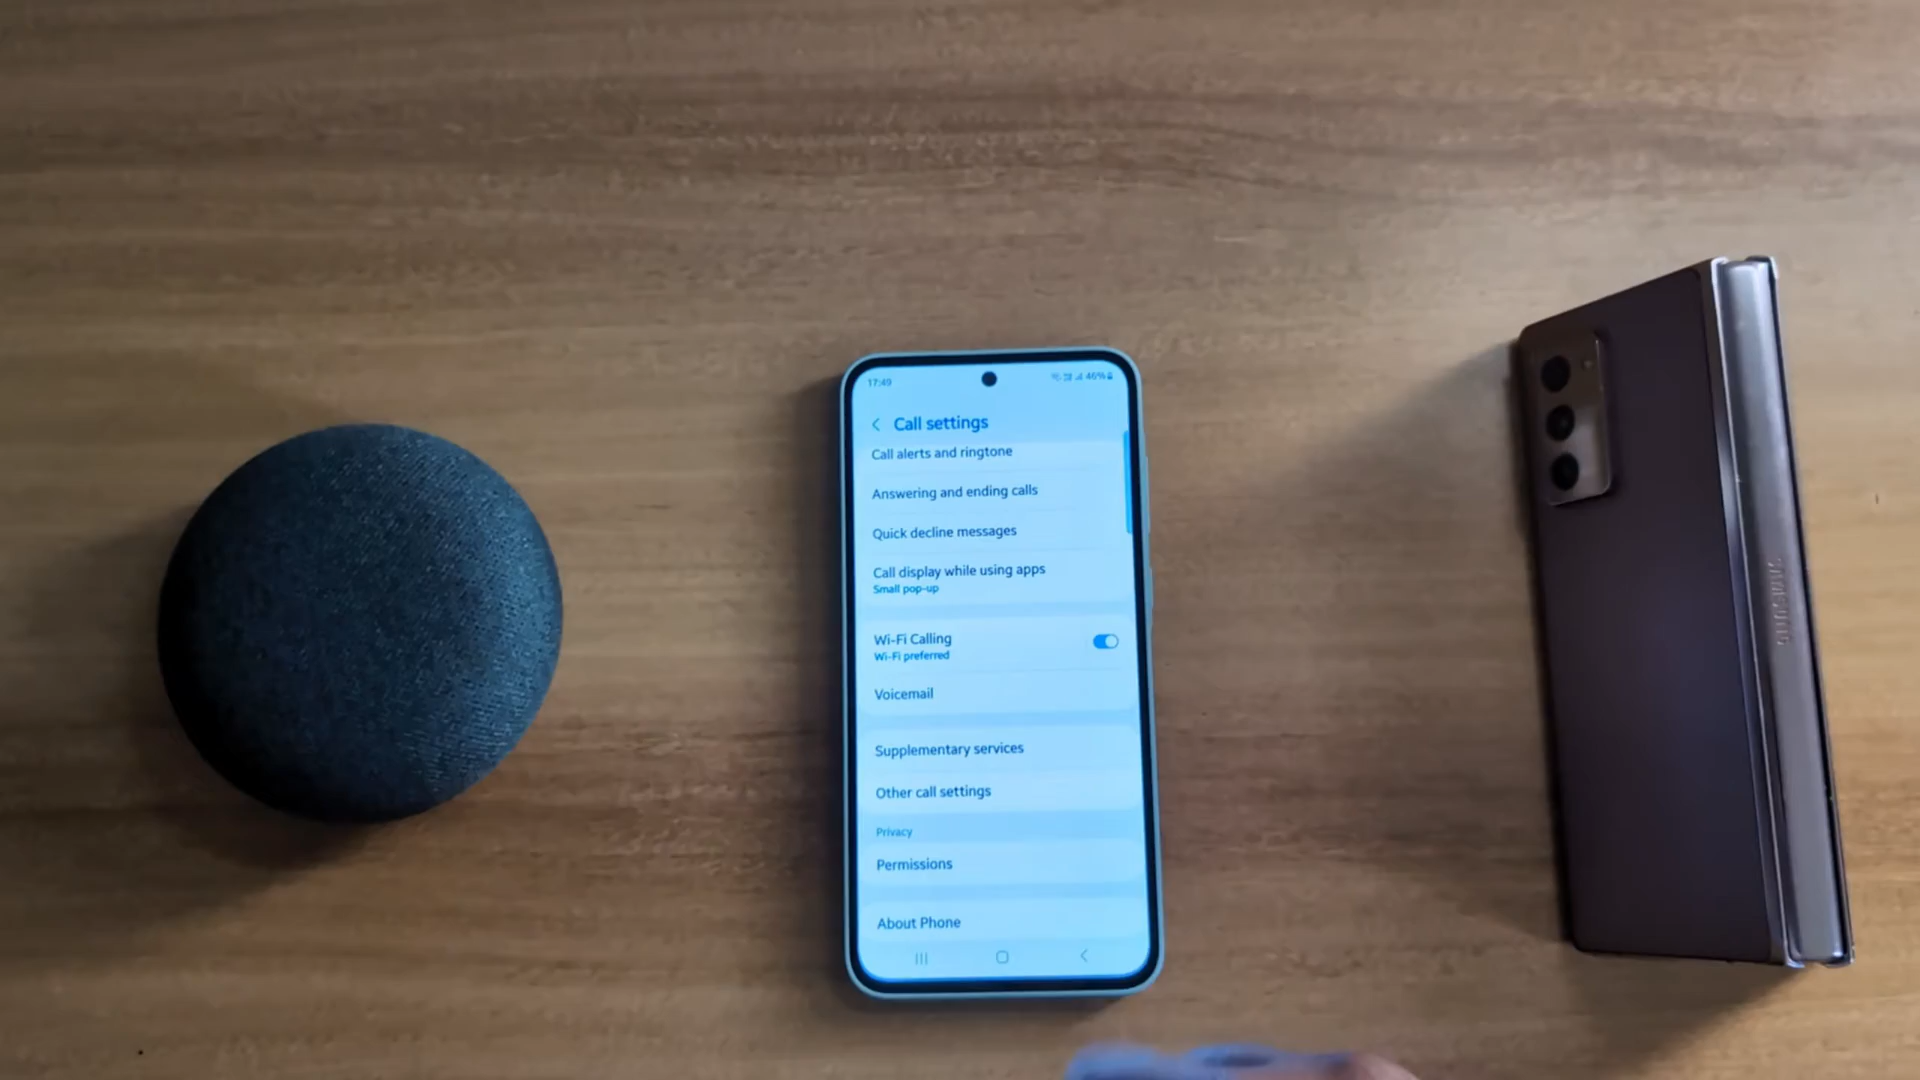 17:49
46%
Call settings
Call alerts and ringtone
Answering and ending calls
Quick decline messages
Call display while using apps
Small pop-up
Wi-Fi Calling
Wi-Fi preferred
Voicemail
Supplementary services
Other call settings
Privacy
Permissions
About Phone
SAMSUNG